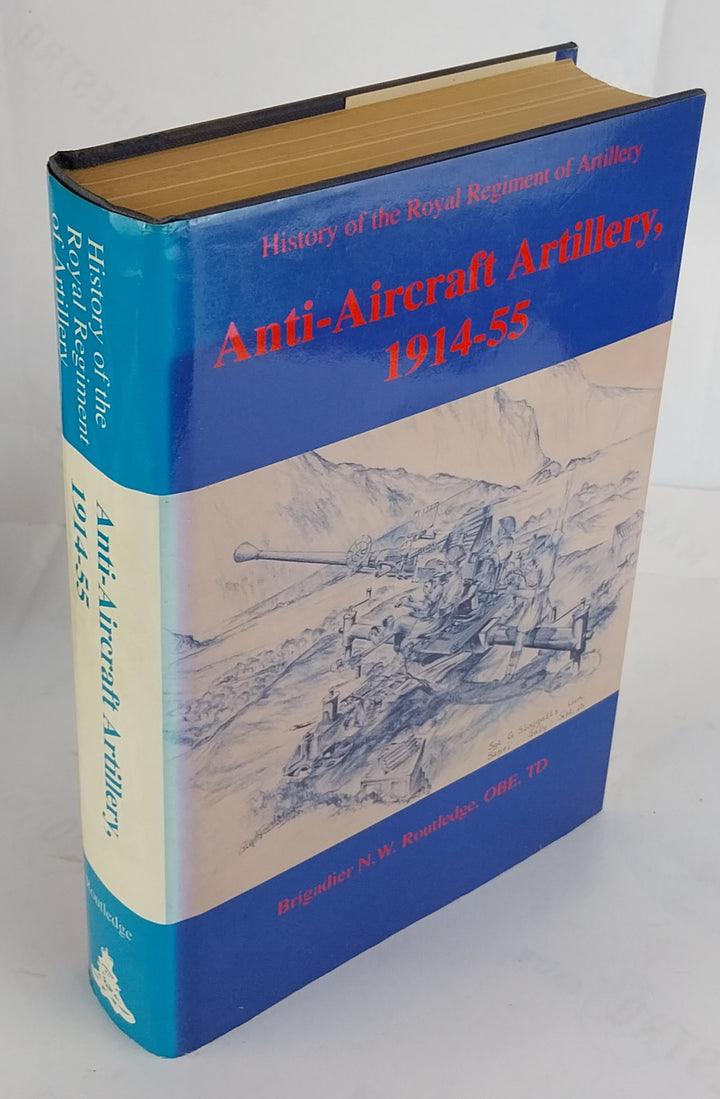 History of the Royal Regiment of Artillery
Anti-Aircraft Artillery,
1914-55
Brigadier N.W. Routledge, OBE, TD
History of the
Royal Regiment
of Artillery
Anti-Aircraft Artillery,
1914-55
Routledge